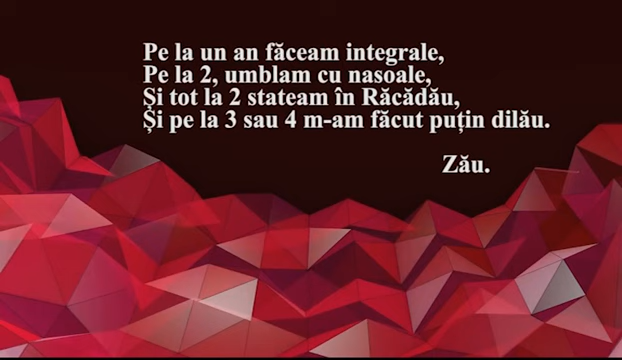 Pe la un an făceam integrale,
Pe la 2, umblam cu nasoale,
Și tot la 2 stateam în Răcădău,
Și pe la 3 sau 4 m-am făcut puțin dilău.
Zău.